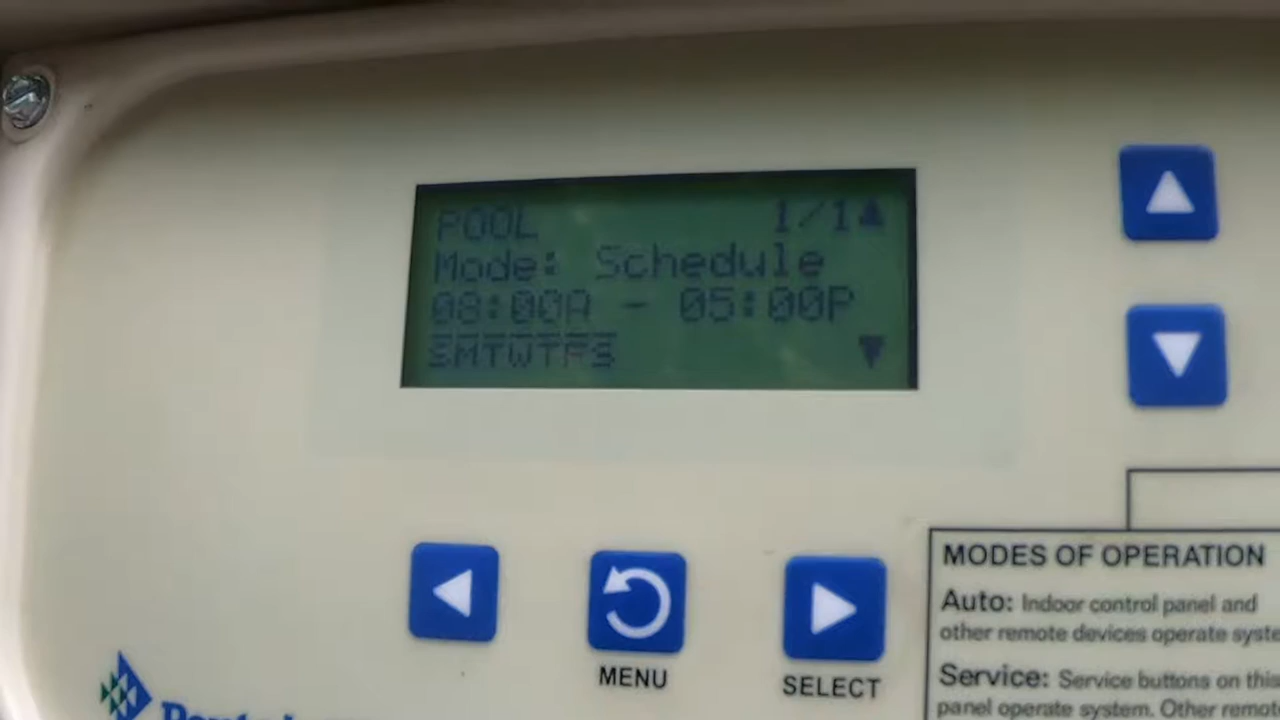 POOL 1/1▲
Mode: Schedule
08:00A - 05:00P
SMTWTFS ▼
MENU
SELECT
MODES OF OPERATION
Auto: Indoor control panel and
other remote devices operate syste
Service: Service buttons on this
panel operate system. Other remot